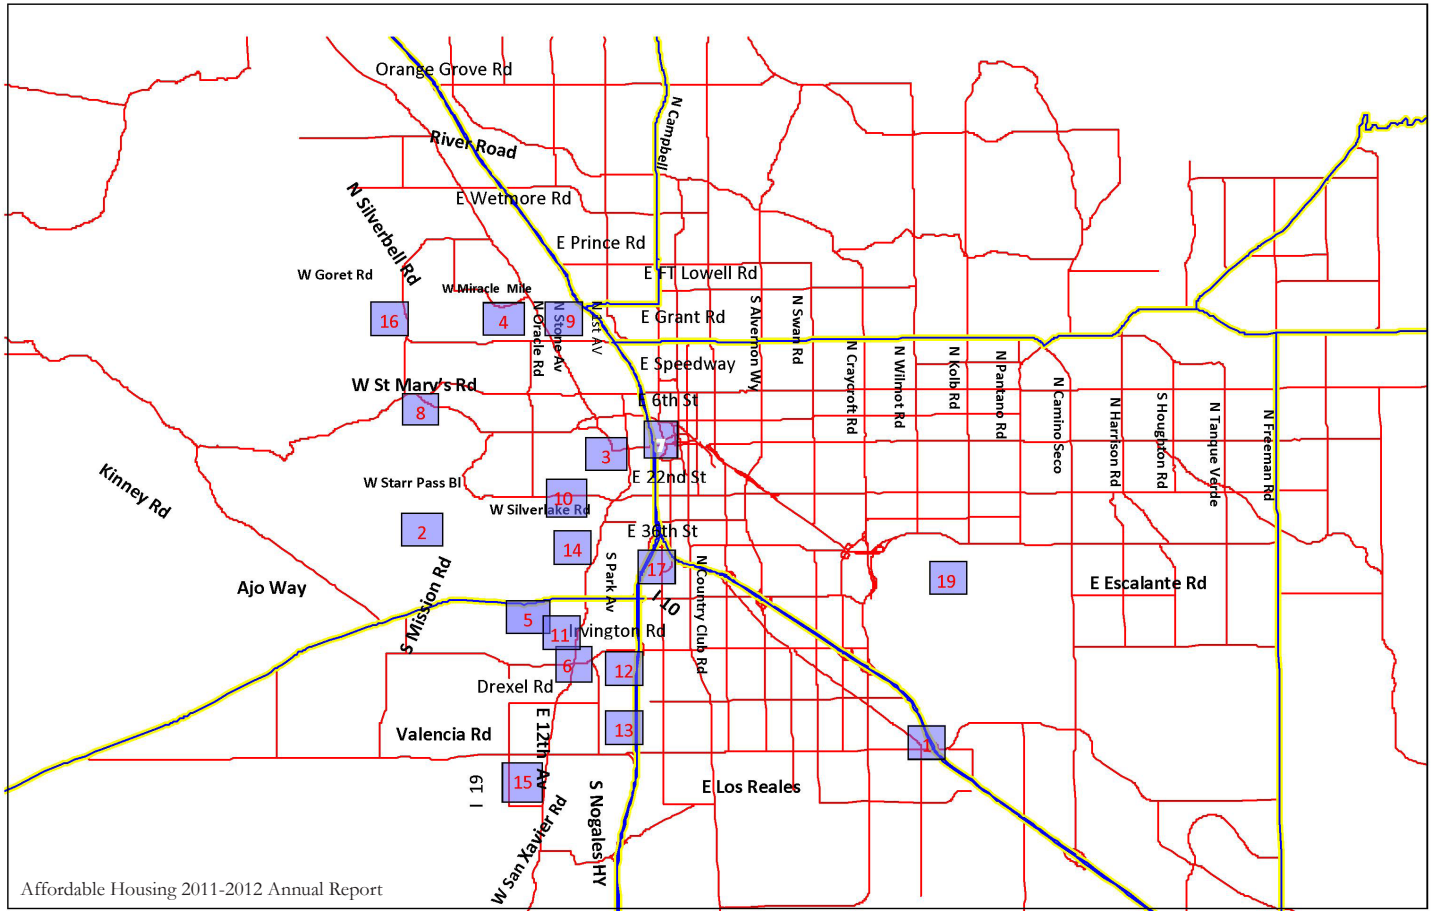 Orange Grove Rd
N Campbell
River Road
N Silverbell Rd
E Wetmore Rd
E Prince Rd
W Goret Rd
E FT Lowell Rd
W Miracle Mile
16
4
9
N Oracle Rd
N Stone Av
N 1st AV
E Grant Rd
S Alvernon Wy
N Swan Rd
E Speedway
N Craycroft Rd
N Wilmot Rd
N Kolb Rd
N Pantano Rd
N Camino Seco
N Harrison Rd
S Houghton Rd
N Tanque Verde
N Freeman Rd
W St Mary's Rd
8
E 6th St
7
3
Kinney Rd
W Starr Pass Bl
E 22nd St
10
W Silverlake Rd
2
E 36th St
14
17
19
Ajo Way
S Mission Rd
S Park Av
I-10
N Country Club Rd
E Escalante Rd
5
11
Irvington Rd
6
12
Drexel Rd
E 12th Av
13
Valencia Rd
1
I 19
15
S Nogales HY
E Los Reales
W San Xavier Rd
Affordable Housing 2011-2012 Annual Report